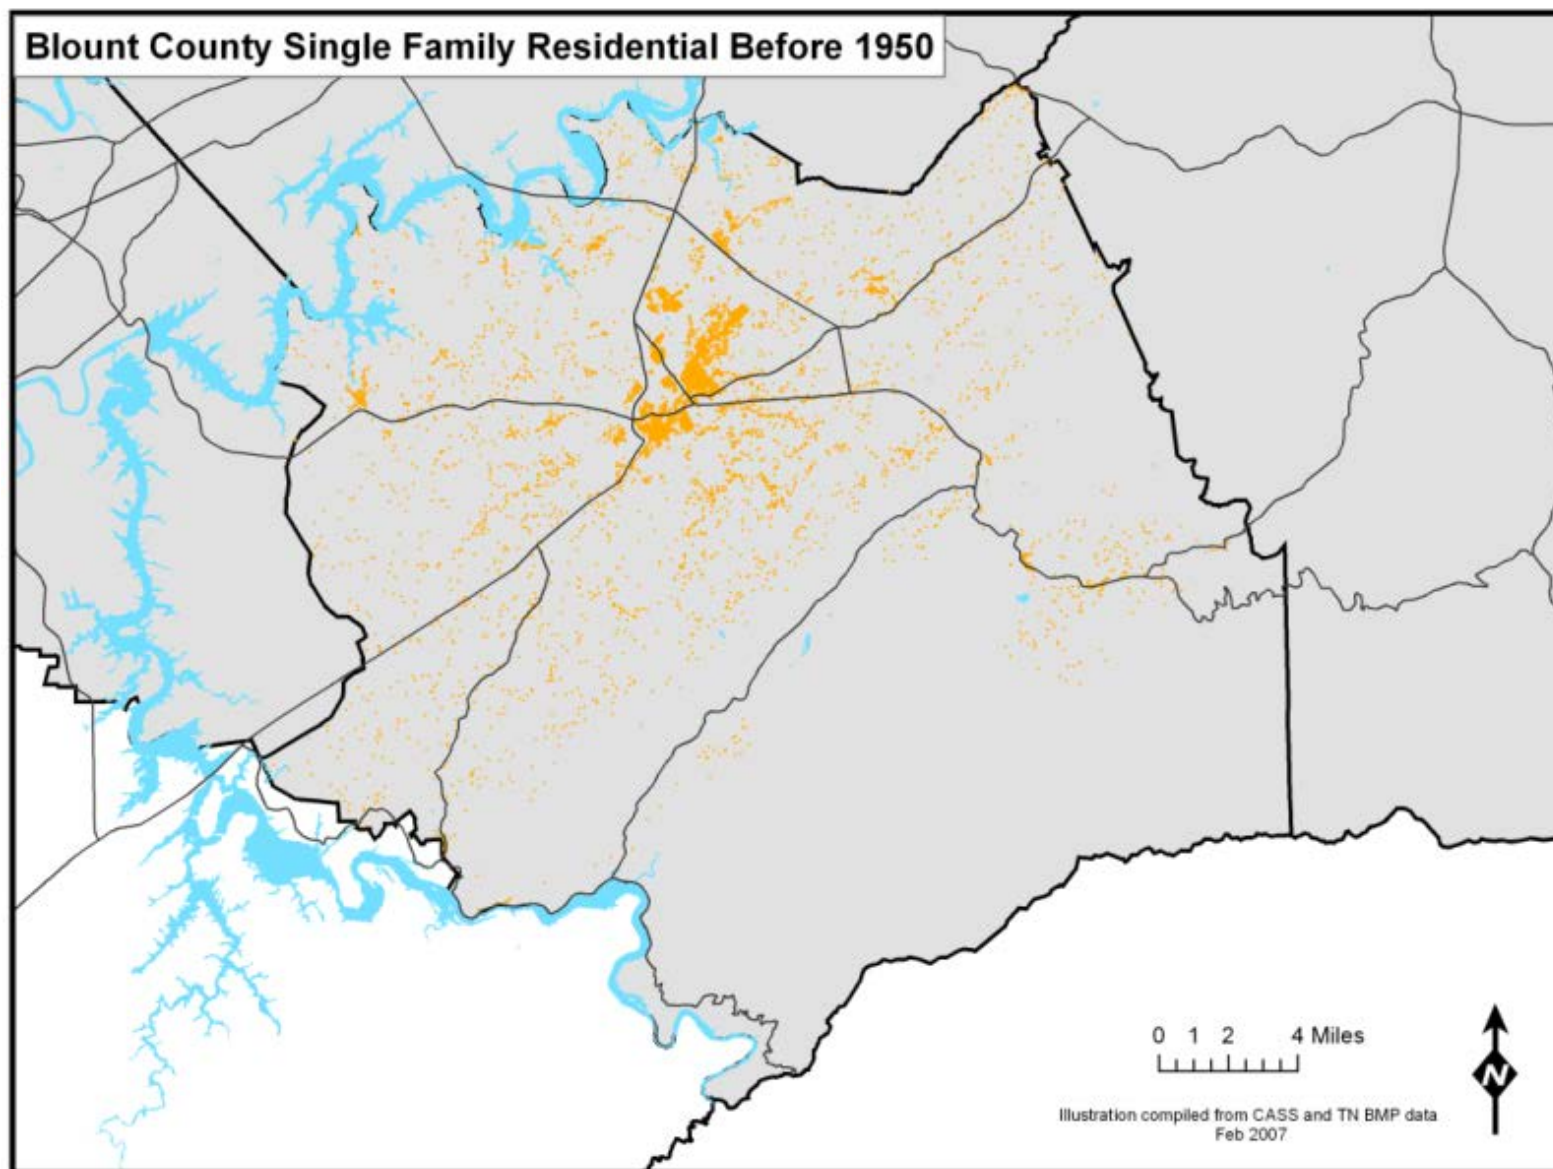 Blount County Single Family Residential Before 1950
0 1 2 4 Miles
N
Illustration compiled from CASS and TN BMP data
Feb 2007